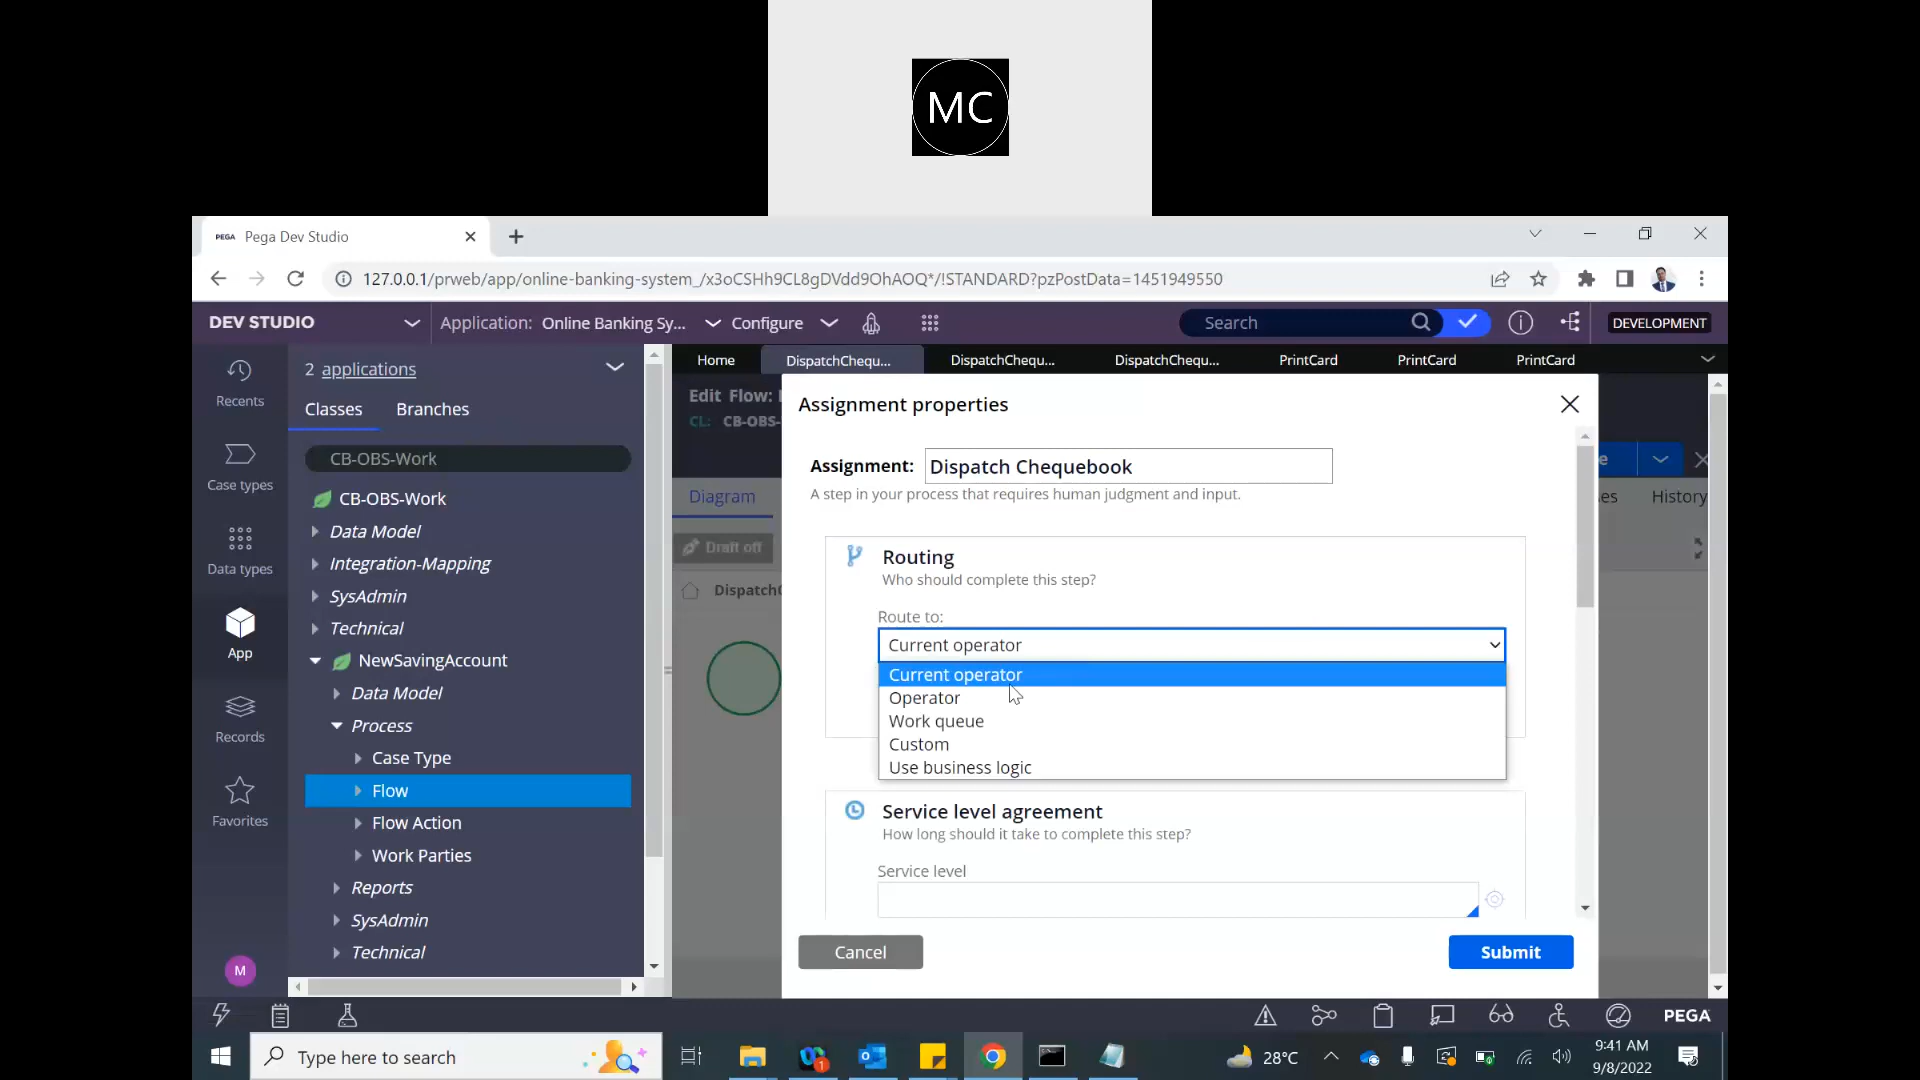 MC
PEGA Pega Dev Studio
127.0.0.1/prweb/app/online-banking-system_/x3oCSHh9CL8gDVdd9OhAOQ*/!STANDARD?pzPostData=1451949550
DEV STUDIO
Application: Online Banking Sy...
Configure
Search
DEVELOPMENT
Recents
Case types
Data types
App
Records
Favorites
M
2 applications
Classes
Branches
CB-OBS-Work
CB-OBS-Work
Data Model
Integration-Mapping
SysAdmin
Technical
NewSavingAccount
Data Model
Process
Case Type
Flow
Flow Action
Work Parties
Reports
SysAdmin
Technical
Home
DispatchChequ...
DispatchChequ...
DispatchChequ...
PrintCard
PrintCard
PrintCard
Edit Flow:
CL: CB-OBS-
Diagram
Draft off
History
Assignment properties
Assignment: Dispatch Chequebook
A step in your process that requires human judgment and input.
Routing
Who should complete this step?
Route to:
Current operator
Current operator
Operator
Work queue
Custom
Use business logic
Service level agreement
How long should it take to complete this step?
Service level
Cancel
Submit
PEGA
Type here to search
1
28°C
9:41 AM
9/8/2022